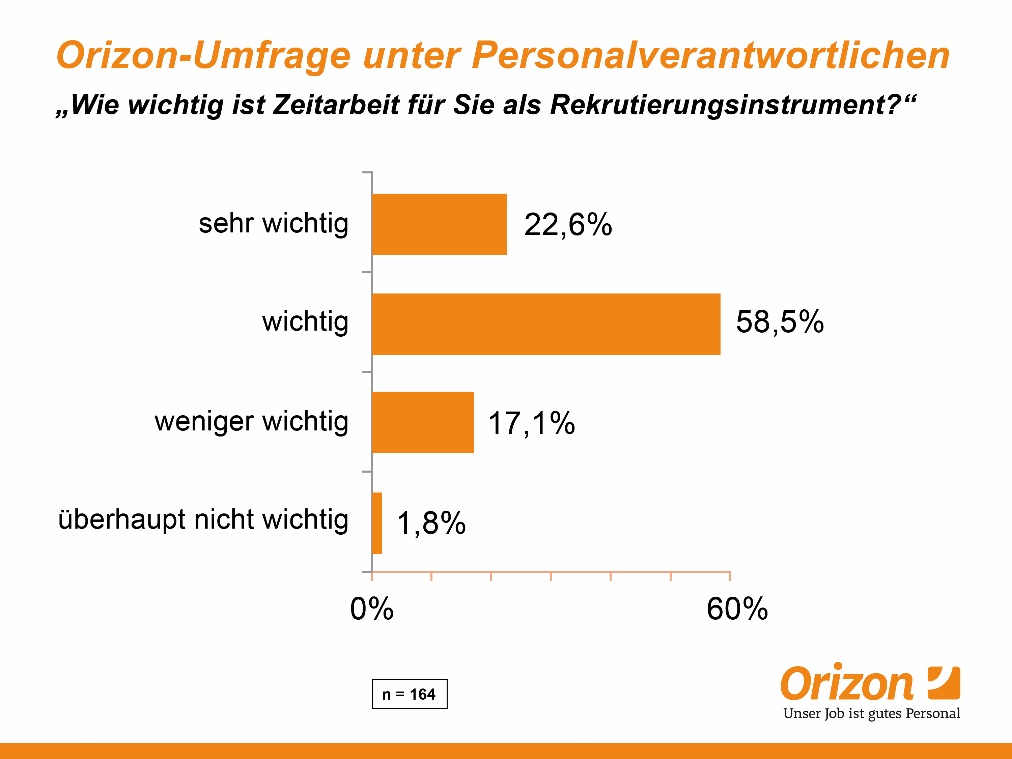 Orizon-Umfrage unter Personalverantwortlichen
„Wie wichtig ist Zeitarbeit für Sie als Rekrutierungsinstrument?“
sehr wichtig 22,6%
wichtig 58,5%
weniger wichtig 17,1%
überhaupt nicht wichtig 1,8%
0% 60%
n = 164
Orizon
Unser Job ist gutes Personal